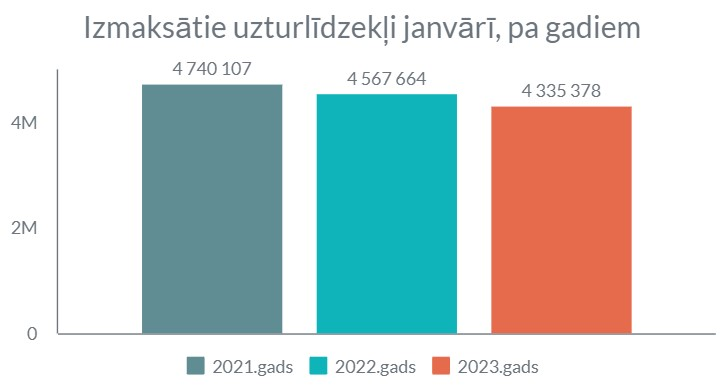 Izmaksātie uzturlīdzekļi janvārī, pa gadiem
4 740 107
4 567 664
4 335 378
4M
2M
0
2021.gads 2022.gads 2023.gads